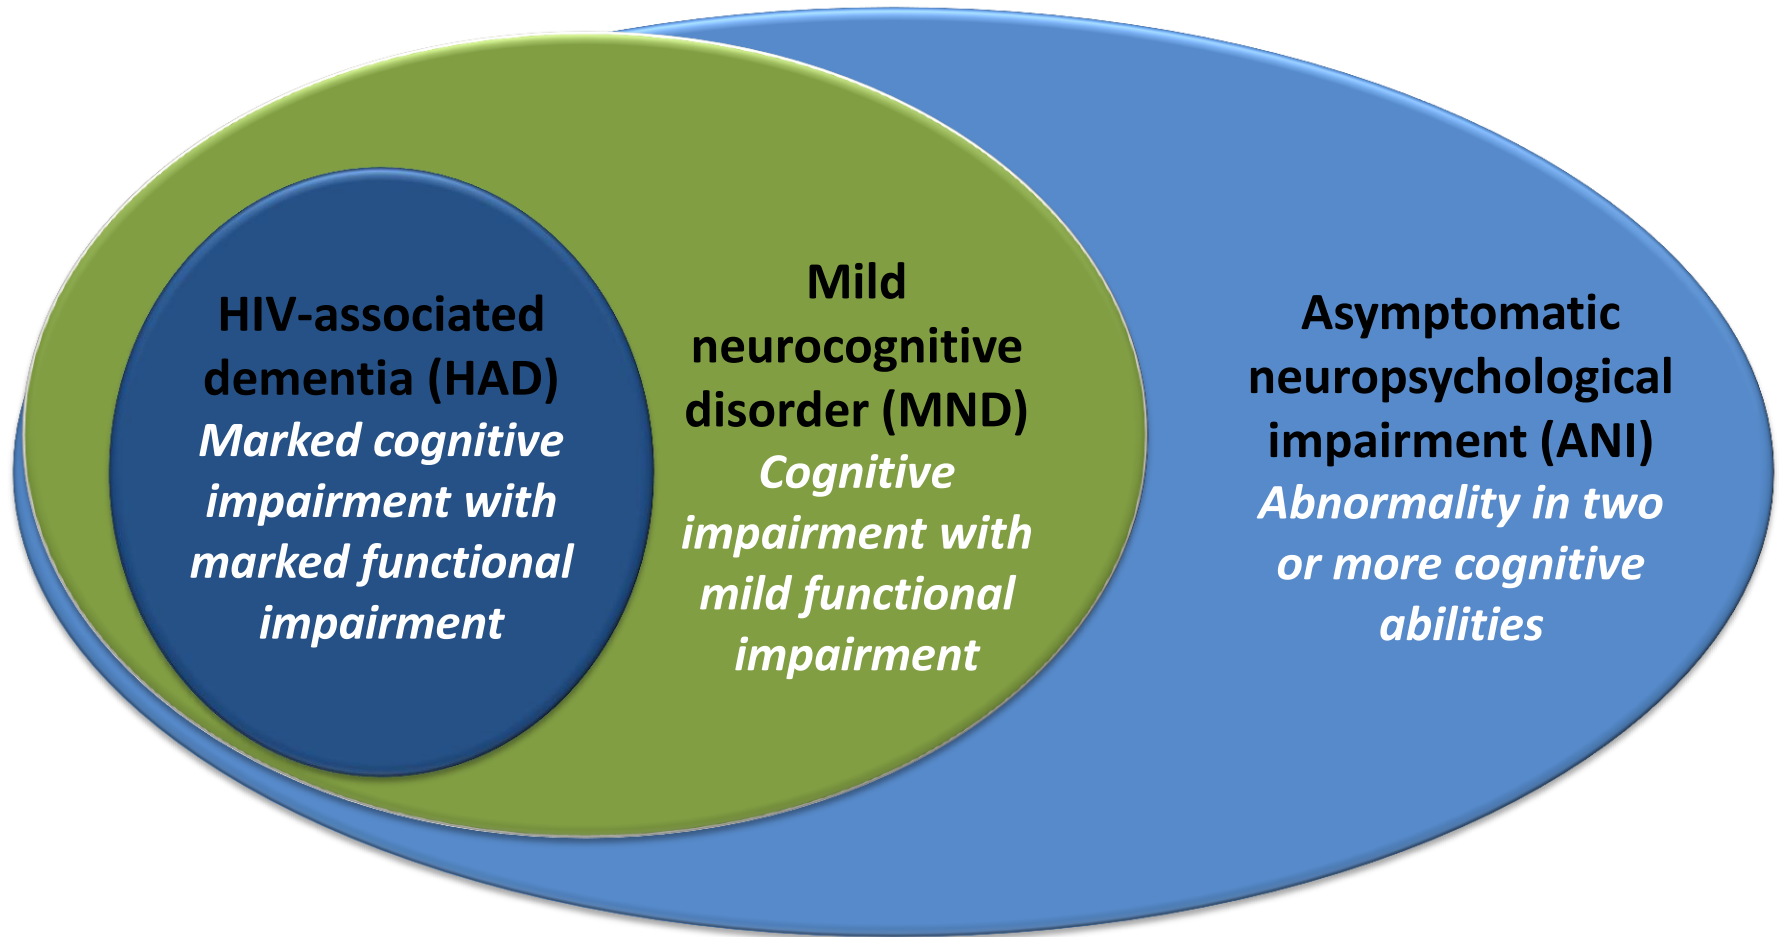 HIV-associated
dementia (HAD)
Marked cognitive
impairment with
marked functional
impairment
Mild
neurocognitive
disorder (MND)
Cognitive
impairment with
mild functional
impairment
Asymptomatic
neuropsychological
impairment (ANI)
Abnormality in two
or more cognitive
abilities